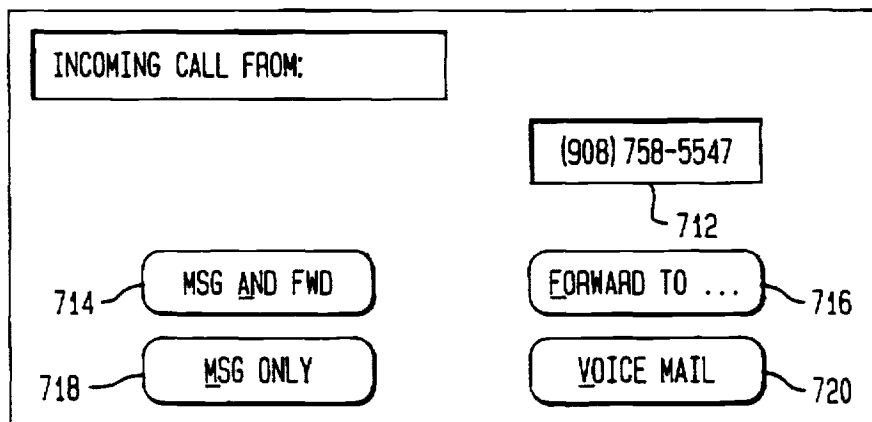 INCOMING CALL FROM:
(908) 758-5547
712
714 MSG AND FWD FORWARD TO ... 716
718 MSG ONLY VOICE MAIL 720